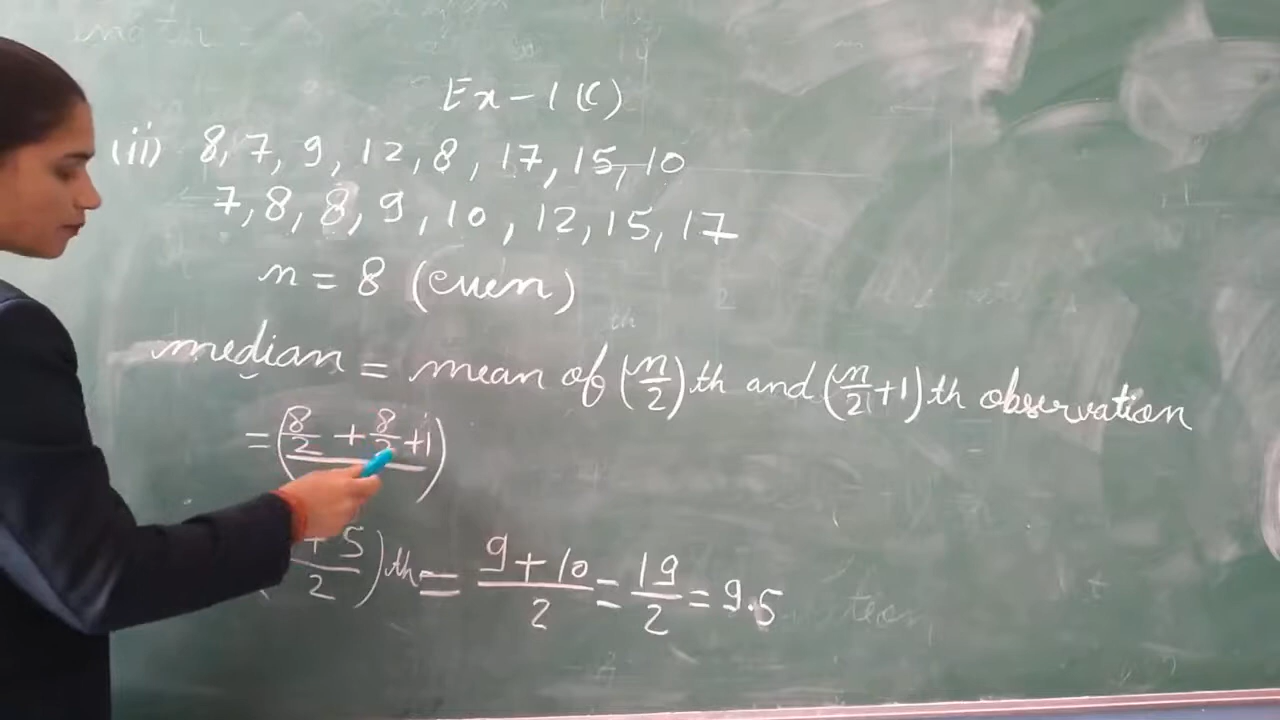 Ex-1(C)
(ii) 8, 7, 9, 12, 8, 17, 15, 10
7, 8, 8, 9, 10, 12, 15, 17
n = 8 (even)
median = mean of (n/2)th and (n/2+1)th observation
= (8/2 + 8/2 + 1)
+5/2)th = 9+10/2 = 19/2 = 9.5